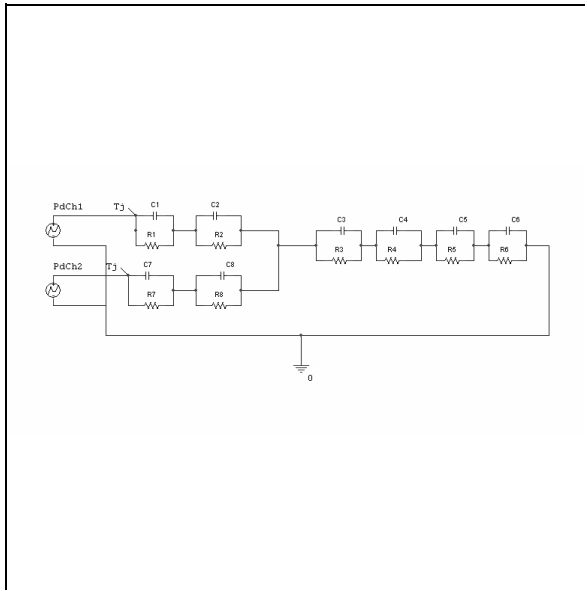 PdCh1 Tj C1 C2
C3 C4 C5 C6
R1 R2
R3 R4 R5 R6
PdCh2 Tj C7 C8
R7 R8
0